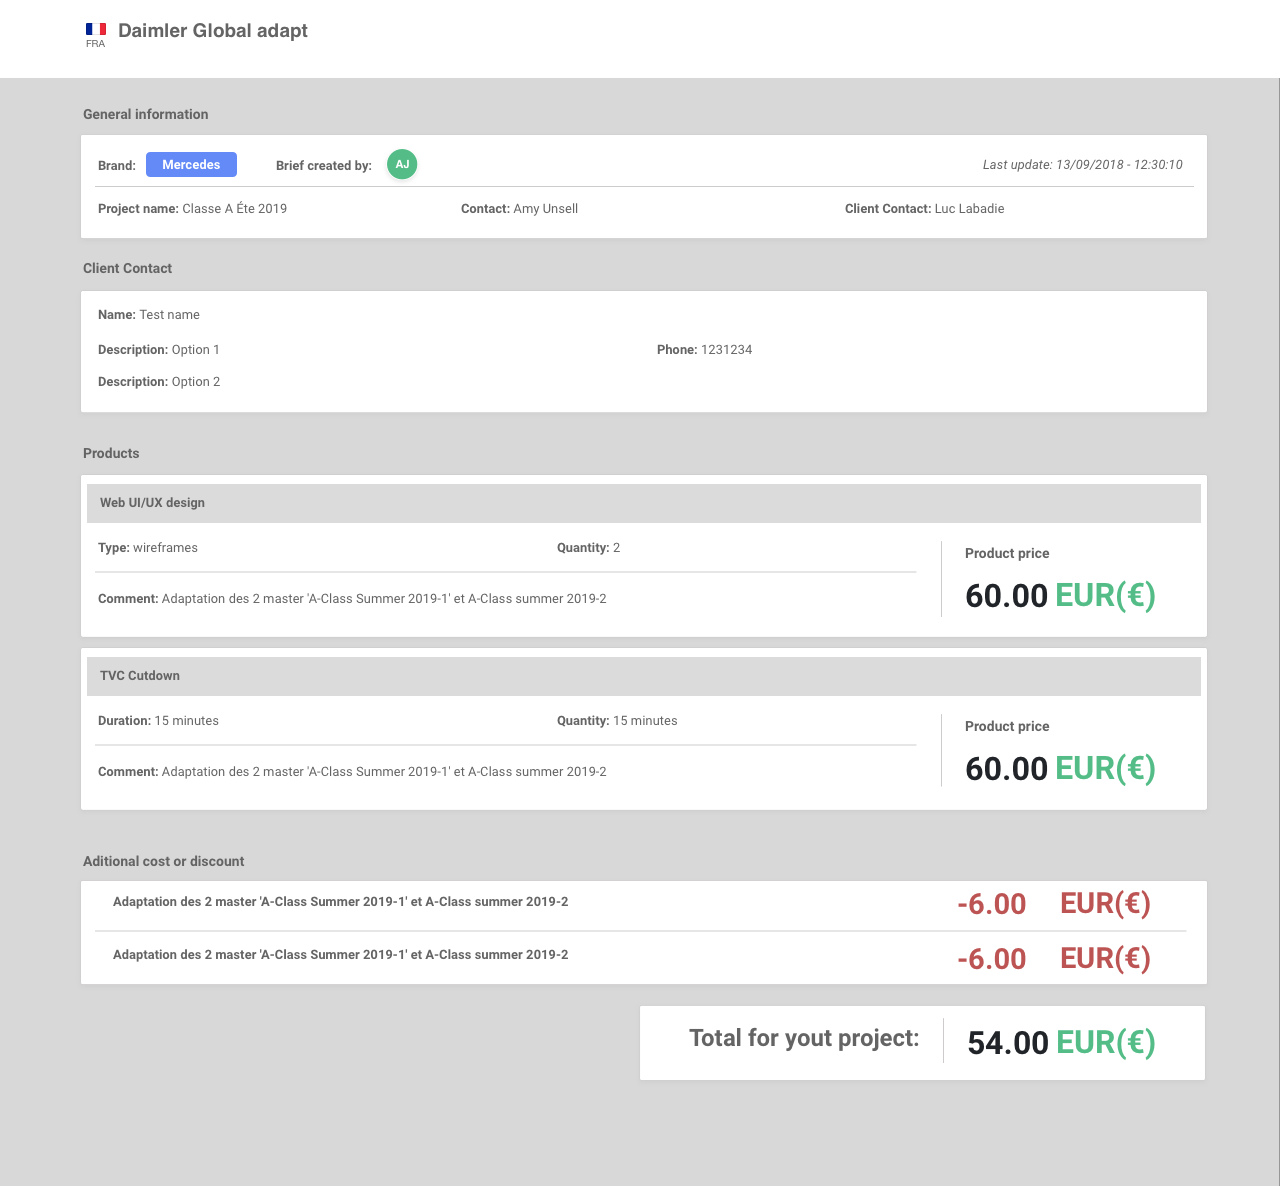 Daimler Global adapt
FRA
General information
Brand: Mercedes Brief created by: AJ Last update: 13/09/2018 - 12:30:10
Project name: Classe A Éte 2019 Contact: Amy Unsell Client Contact: Luc Labadie
Client Contact
Name: Test name
Description: Option 1 Phone: 1231234
Description: Option 2
Products
Web UI/UX design
Type: wireframes Quantity: 2
Product price
Comment: Adaptation des 2 master 'A-Class Summer 2019-1' et A-Class summer 2019-2
60.00 EUR(€)
TVC Cutdown
Duration: 15 minutes Quantity: 15 minutes
Product price
Comment: Adaptation des 2 master 'A-Class Summer 2019-1' et A-Class summer 2019-2
60.00 EUR(€)
Aditional cost or discount
Adaptation des 2 master 'A-Class Summer 2019-1' et A-Class summer 2019-2 -6.00 EUR(€)
Adaptation des 2 master 'A-Class Summer 2019-1' et A-Class summer 2019-2 -6.00 EUR(€)
Total for yout project: 54.00 EUR(€)